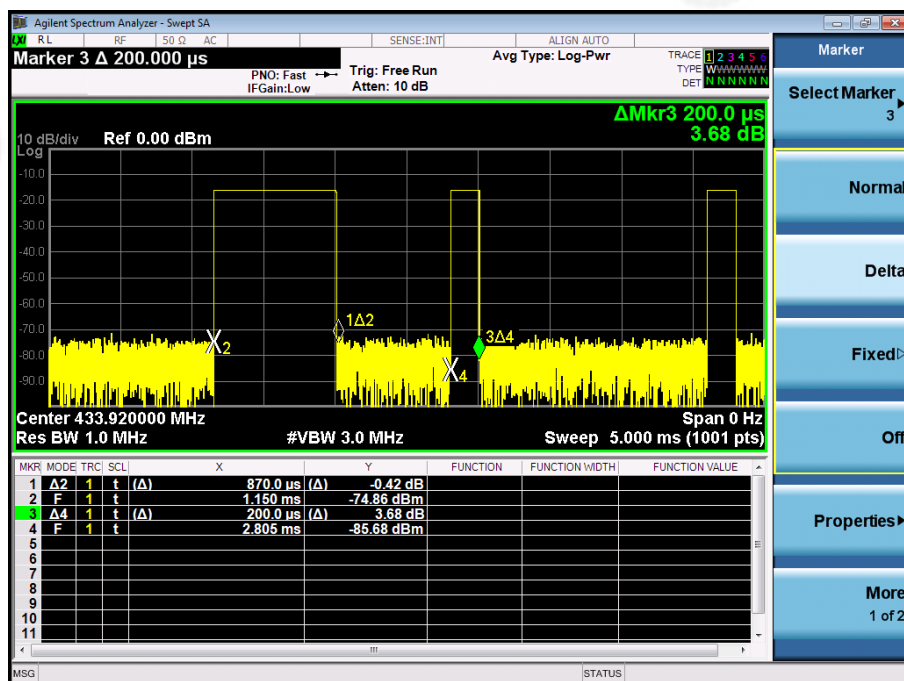 Agilent Spectrum Analyzer - Swept SA
LXI RL RF 50 Ω AC SENSE:INT ALIGN AUTO
Marker 3 Δ 200.000 µs
PNO: Fast
IFGain:Low
Trig: Free Run
Atten: 10 dB
Avg Type: Log-Pwr
TRACE 1 2 3 4 5 6
TYPE WWWWWW
DET N N N N N N
ΔMkr3 200.0 µs
3.68 dB
10 dB/div Ref 0.00 dBm
Log
-10.0
-20.0
-30.0
-40.0
-50.0
-60.0
-70.0
-80.0
-90.0
2
1Δ2
4
3Δ4
Center 433.920000 MHz Span 0 Hz
Res BW 1.0 MHz #VBW 3.0 MHz Sweep 5.000 ms (1001 pts)
MKR MODE TRC SCL X Y FUNCTION FUNCTION WIDTH FUNCTION VALUE
1 Δ2 1 t (Δ) 870.0 µs (Δ) -0.42 dB
2 F 1 t 1.150 ms -74.86 dBm
3 Δ4 1 t (Δ) 200.0 µs (Δ) 3.68 dB
4 F 1 t 2.805 ms -85.68 dBm
5
6
7
8
9
10
11
MSG STATUS
Marker
Select Marker
3
Normal
Delta
Fixed
Off
Properties
More
1 of 2